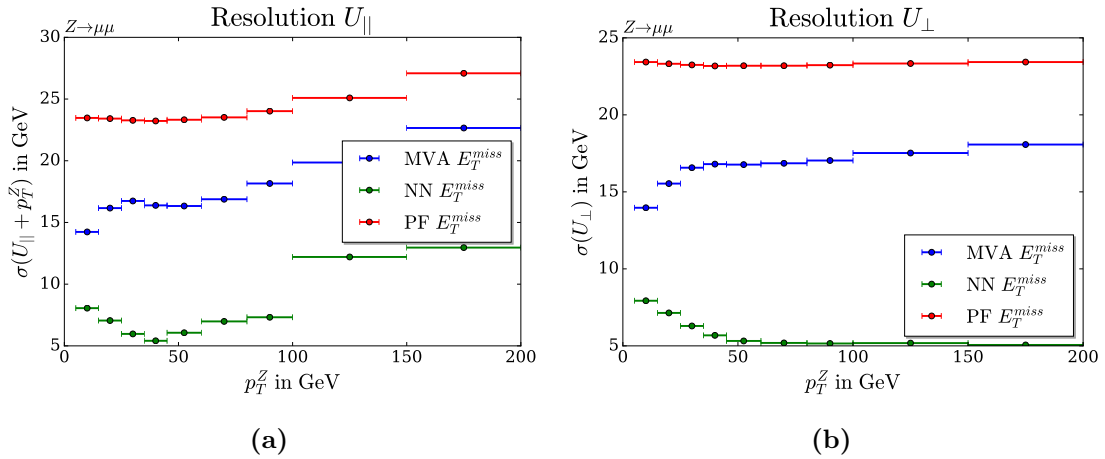 Resolution U||
Z→μμ
30
25
20
15
10
5
σ(U|| + p_T^Z) in GeV
MVA E_T^miss
NN E_T^miss
PF E_T^miss
0 50 100 150 200
p_T^Z in GeV
(a)
Resolution U⊥
Z→μμ
25
20
15
10
5
σ(U⊥) in GeV
MVA E_T^miss
NN E_T^miss
PF E_T^miss
0 50 100 150 200
p_T^Z in GeV
(b)